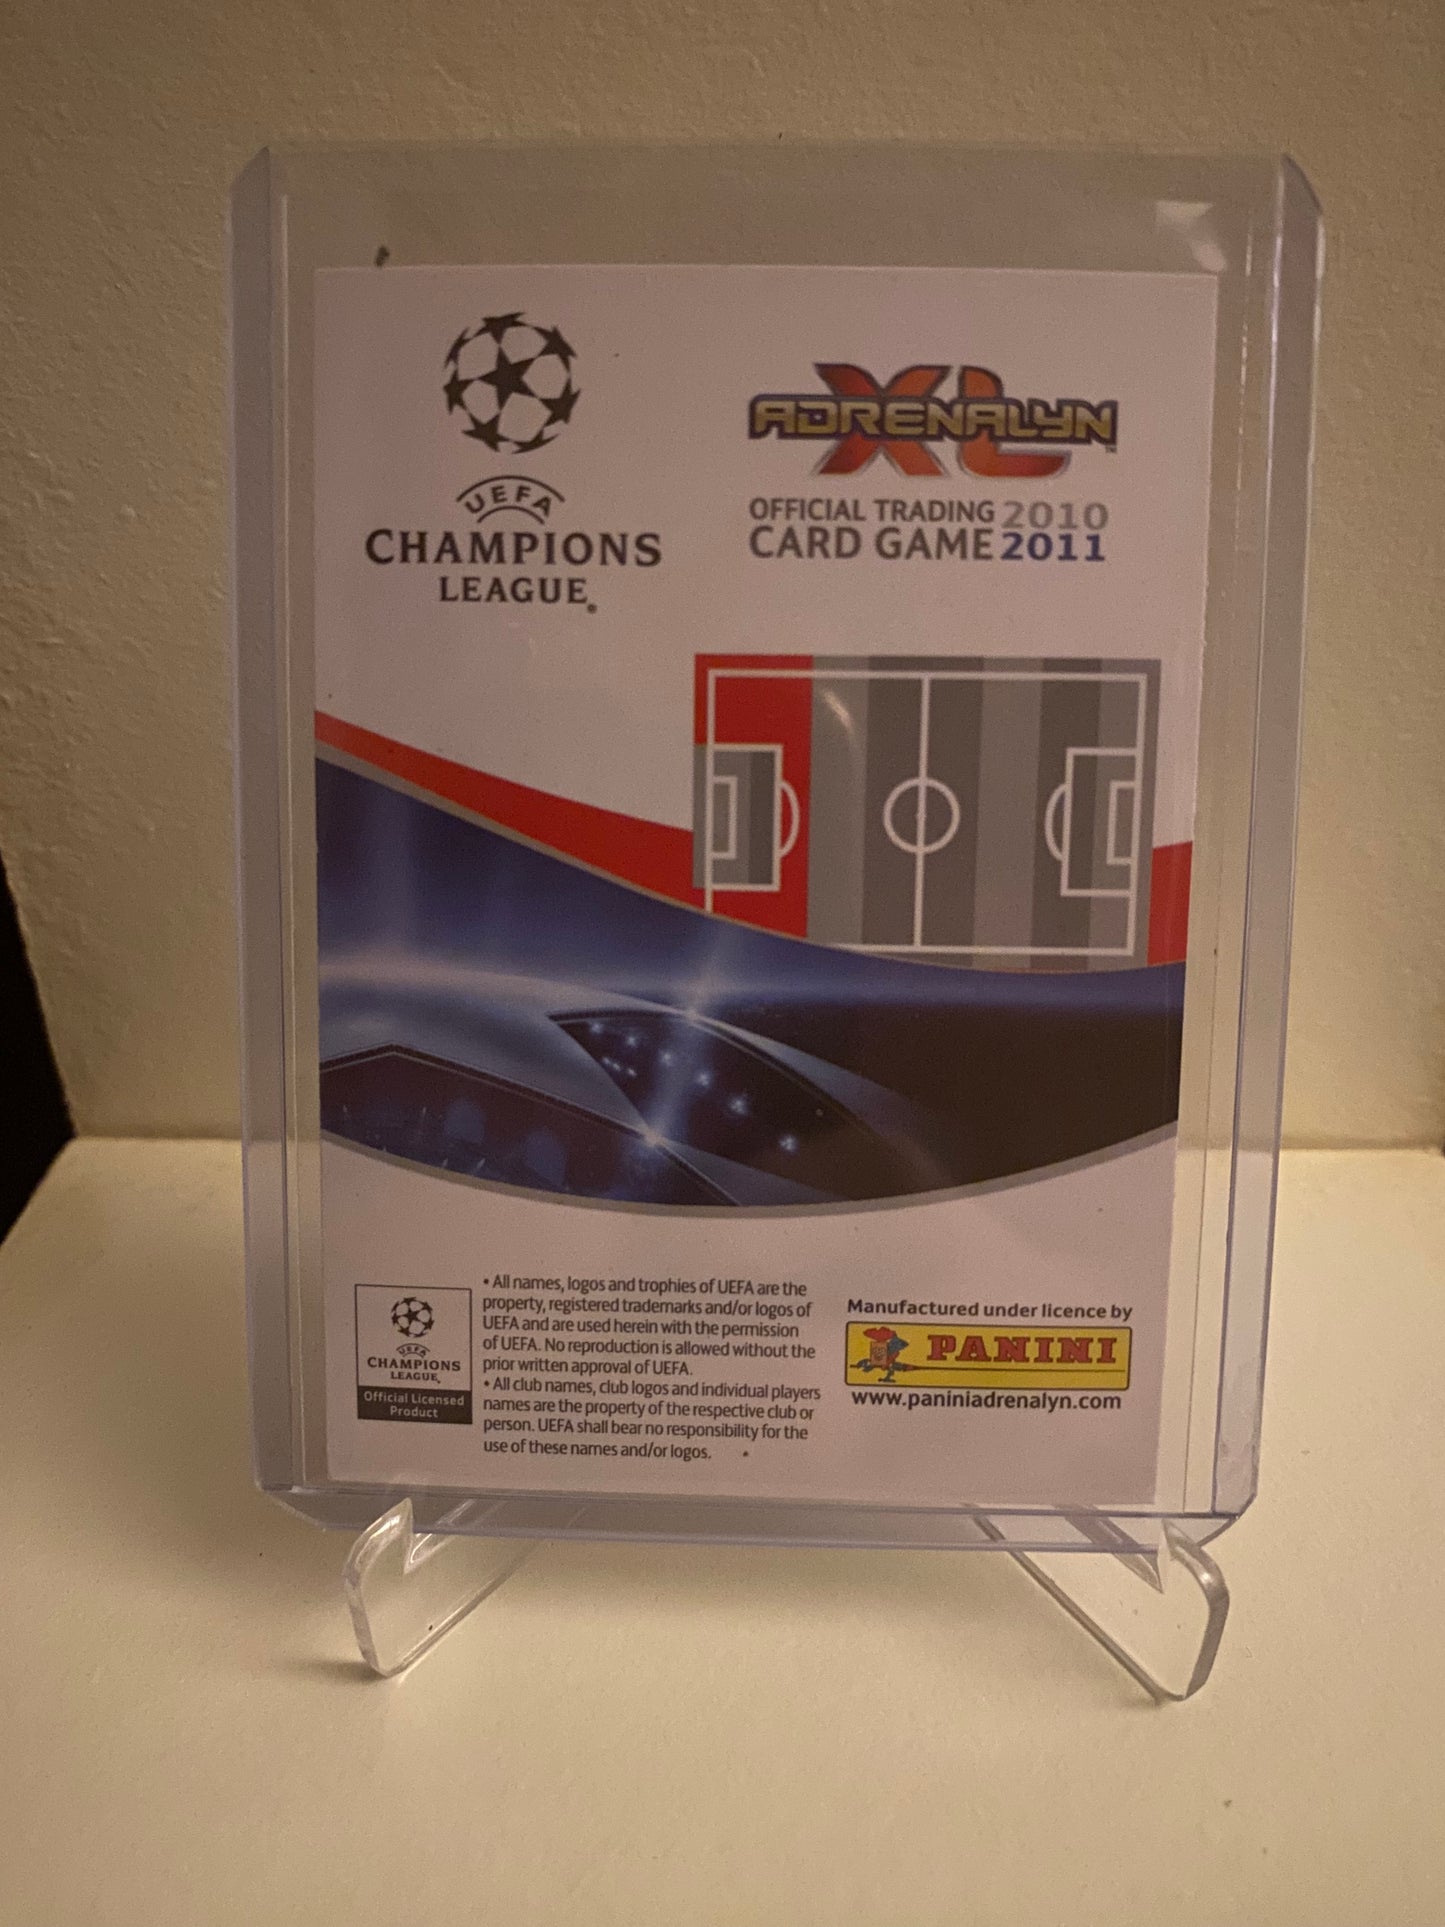 UEFA
CHAMPIONS
LEAGUE®
ADRENALYN XL™
OFFICIAL TRADING 2010
CARD GAME 2011
UEFA
CHAMPIONS
LEAGUE
Official Licensed
Product
• All names, logos and trophies of UEFA are the
property, registered trademarks and/or logos of
UEFA and are used herein with the permission
of UEFA. No reproduction is allowed without the
prior written approval of UEFA.
• All club names, club logos and individual players
names are the property of the respective club or
person. UEFA shall bear no responsibility for the
use of these names and/or logos.
Manufactured under licence by
PANINI
www.paniniadrenalyn.com